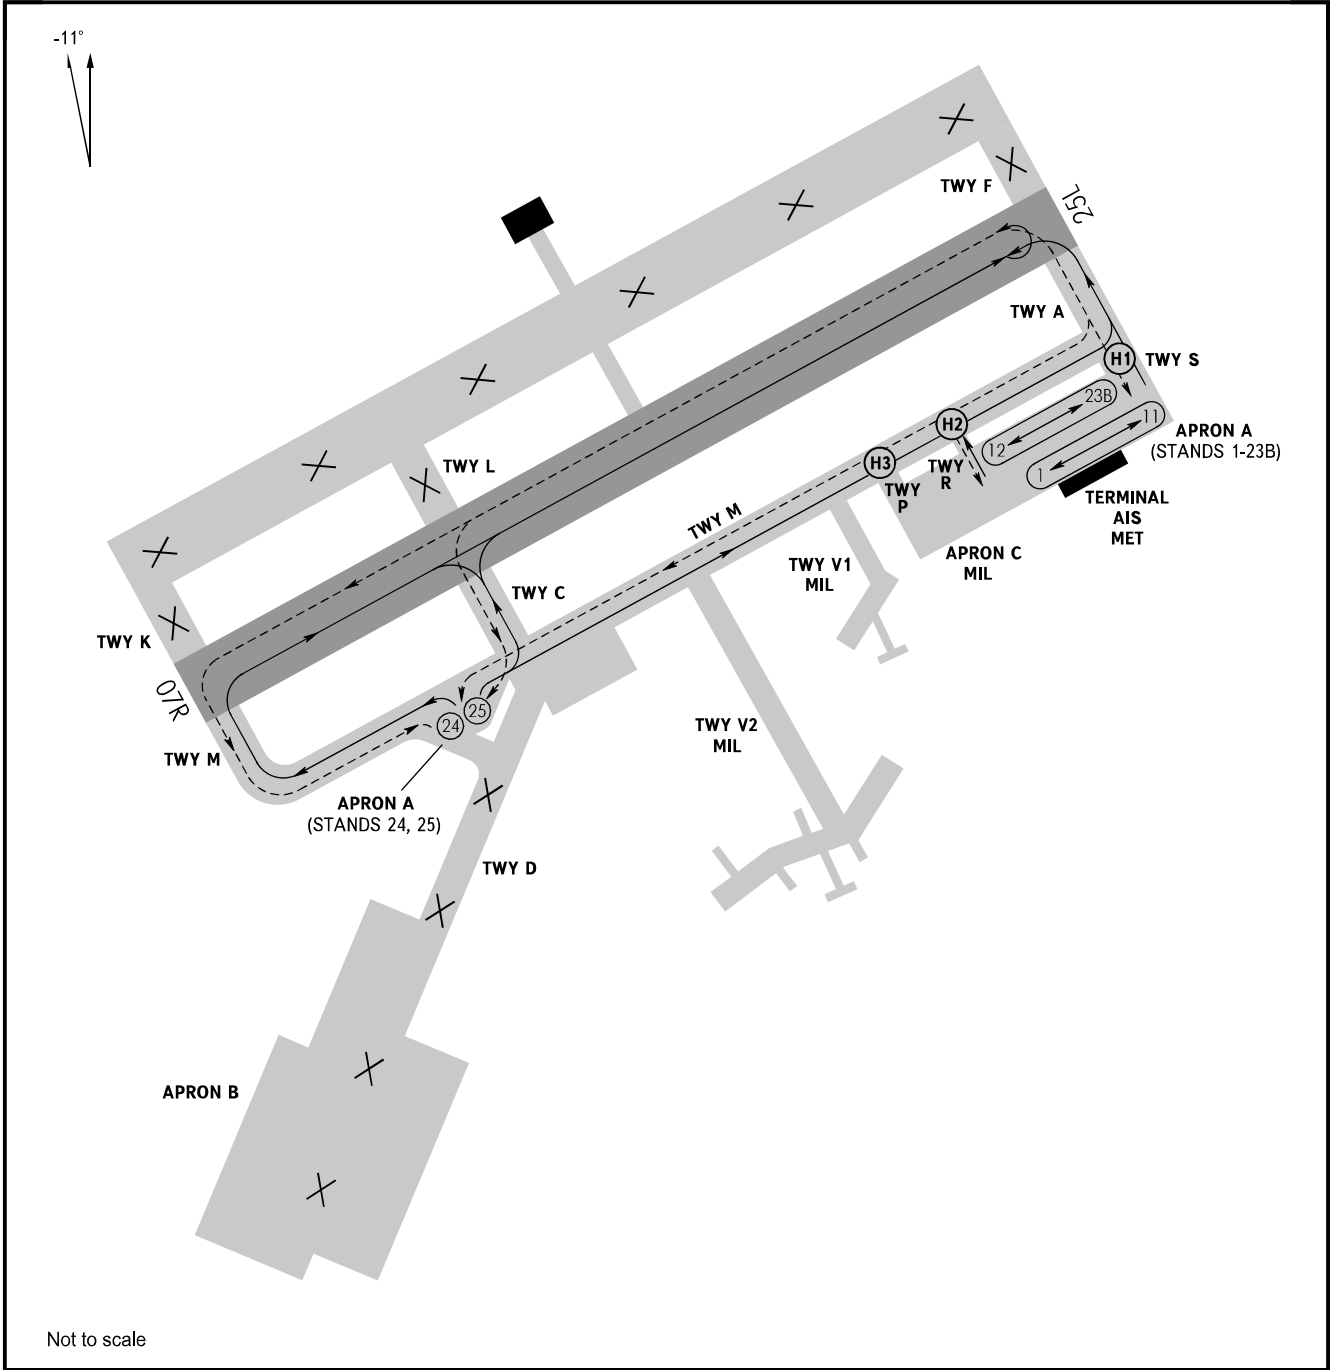 -11°
TWY F
25L
TWY A
H1
TWY S
23B
11
H2
12
APRON A
(STANDS 1-23B)
TWY L
H3
TWY
R
1
TWY
P
TERMINAL
AIS
MET
TWY M
APRON C
MIL
TWY V1
MIL
TWY C
TWY K
07R
25
24
TWY V2
MIL
TWY M
APRON A
(STANDS 24, 25)
TWY D
APRON B
Not to scale